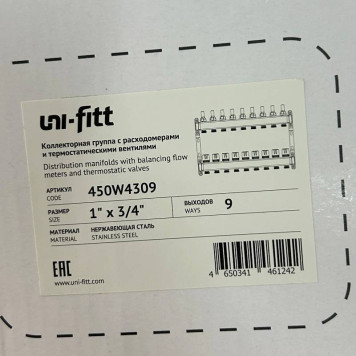 uni-fitt
Коллекторная группа с расходомерами
и термостатическими вентилями
Distribution manifolds with balancing flow
meters and thermostatic valves
АРТИКУЛ
CODE
450W4309
РАЗМЕР
SIZE
1" x 3/4"
ВЫХОДОВ
WAYS
9
МАТЕРИАЛ
MATERIAL
НЕРЖАВЕЮЩАЯ СТАЛЬ
STAINLESS STEEL
EAC
www.uni-fitt.com
4 650341 461242